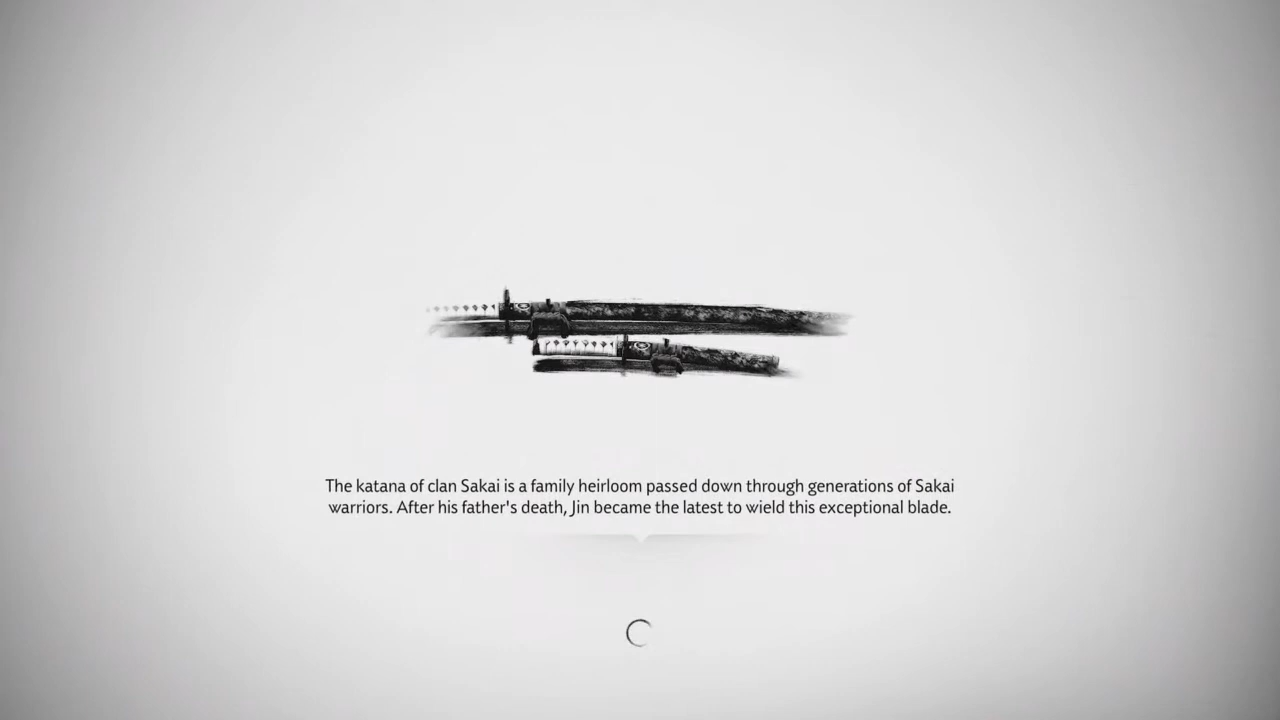 The katana of clan Sakai is a family heirloom passed down through generations of Sakai
warriors. After his father's death, Jin became the latest to wield this exceptional blade.